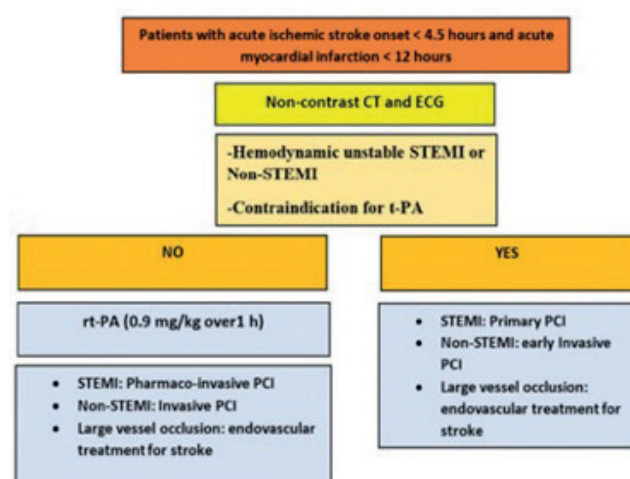 Patients with acute ischemic stroke onset < 4.5 hours and acute
myocardial infarction < 12 hours
Non-contrast CT and ECG
-Hemodynamic unstable STEMI or
Non-STEMI
-Contraindication for t-PA
NO
rt-PA (0.9 mg/kg over1 h)
• STEMI: Pharmaco-invasive PCI
• Non-STEMI: Invasive PCI
• Large vessel occlusion: endovascular
treatment for stroke
YES
• STEMI: Primary PCI
• Non-STEMI: early Invasive
PCI
• Large vessel occlusion:
endovascular treatment for
stroke